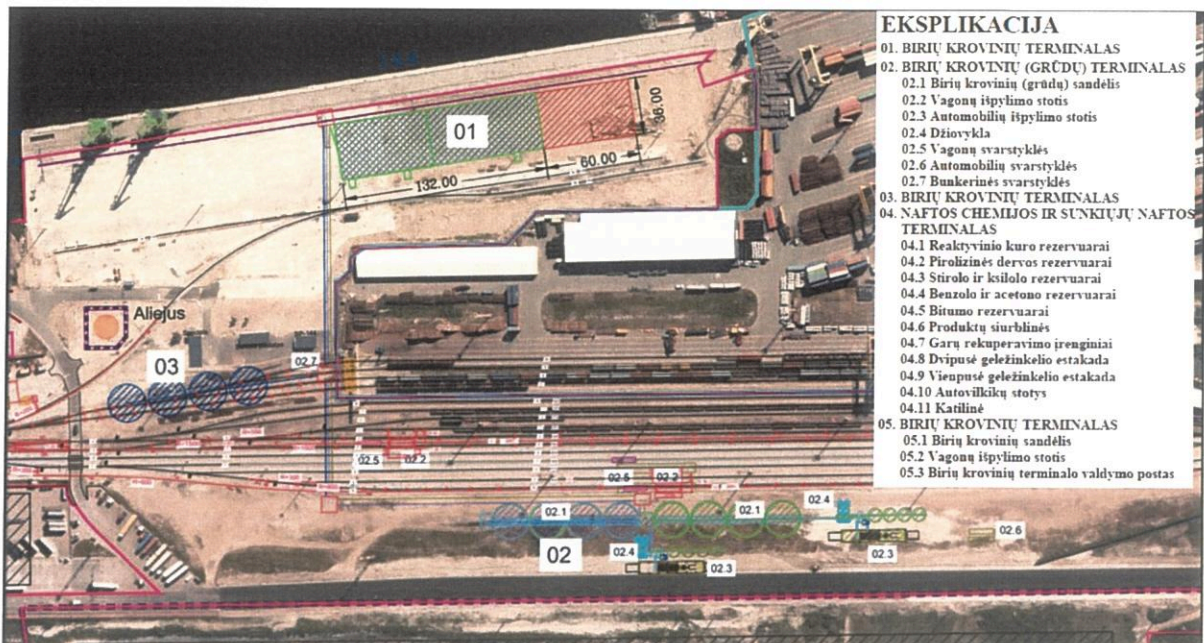 EKSPLIKACIJA
01. BIRIŲ KROVINIŲ TERMINALAS
02. BIRIŲ KROVINIŲ (GRŪDŲ) TERMINALAS
02.1 Birių krovinių (grūdų) sandėlis
02.2 Vagonų išpylimo stotis
02.3 Automobilių išpylimo stotis
02.4 Džiovykla
02.5 Vagonų svarstyklės
02.6 Automobilių svarstyklės
02.7 Bunkerinės svarstyklės
03. BIRIŲ KROVINIŲ TERMINALAS
04. NAFTOS CHEMIJOS IR SUNKIŲJŲ NAFTOS
TERMINALAS
04.1 Reaktyvinio kuro rezervuarai
04.2 Pirolizinės dervos rezervuarai
04.3 Stirolo ir ksilolo rezervuarai
04.4 Benzolo ir acetono rezervuarai
04.5 Bitumo rezervuarai
04.6 Produktų siurblinės
04.7 Garų rekuperavimo įrenginiai
04.8 Dvipusė geležinkelio estakada
04.9 Vienpusė geležinkelio estakada
04.10 Autovilkikų stotys
04.11 Katilinė
05. BIRIŲ KROVINIŲ TERMINALAS
05.1 Birių krovinių sandėlis
05.2 Vagonų išpylimo stotis
05.3 Birių krovinių terminalo valdymo postas
01
36.00
60.00
132.00
Aliejus
03
02.7
02.5
02.2
02.5
02.2
02.1
02.1
02.4
02
02.4
02.3
02.3
02.6